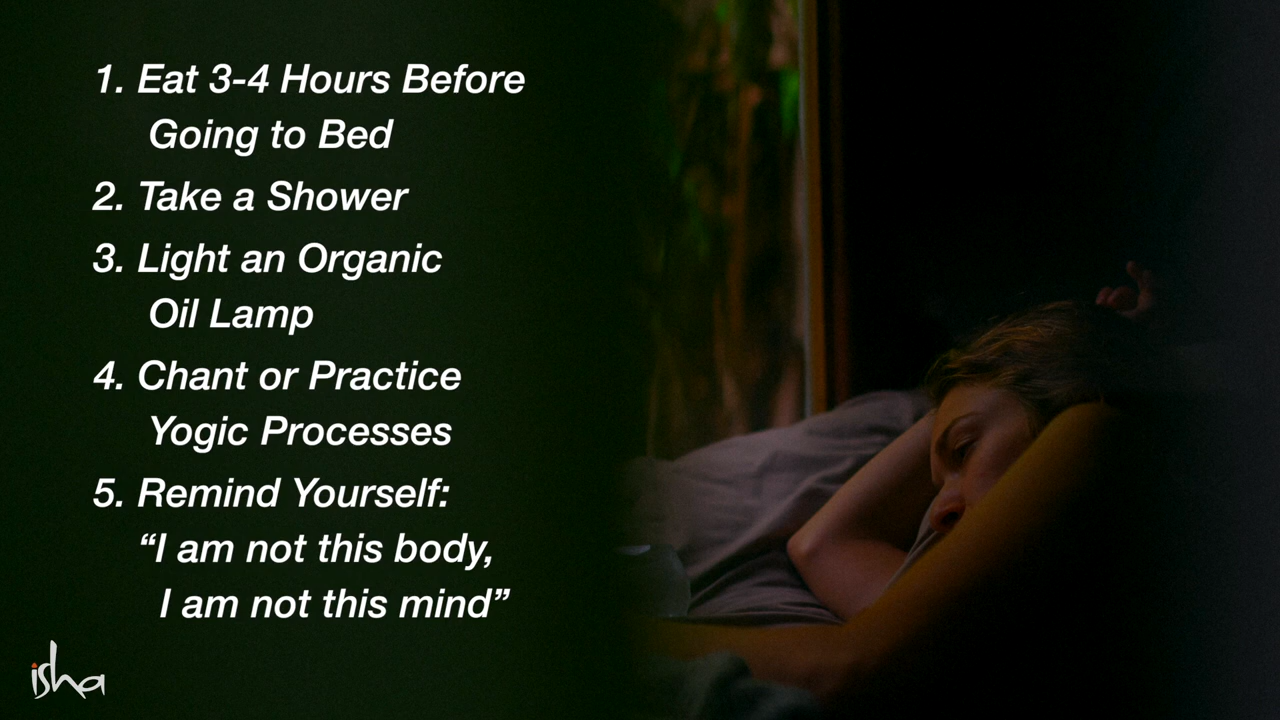 1. Eat 3-4 Hours Before
Going to Bed
2. Take a Shower
3. Light an Organic
Oil Lamp
4. Chant or Practice
Yogic Processes
5. Remind Yourself:
“I am not this body,
I am not this mind”
isha